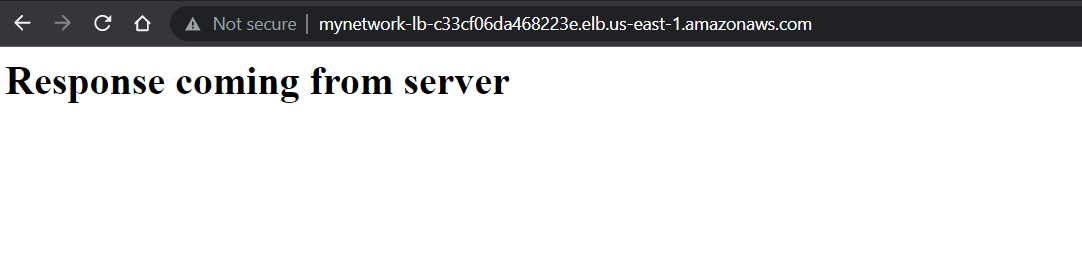 Not secure | mynetwork-lb-c33cf06da468223e.elb.us-east-1.amazonaws.com
Response coming from server